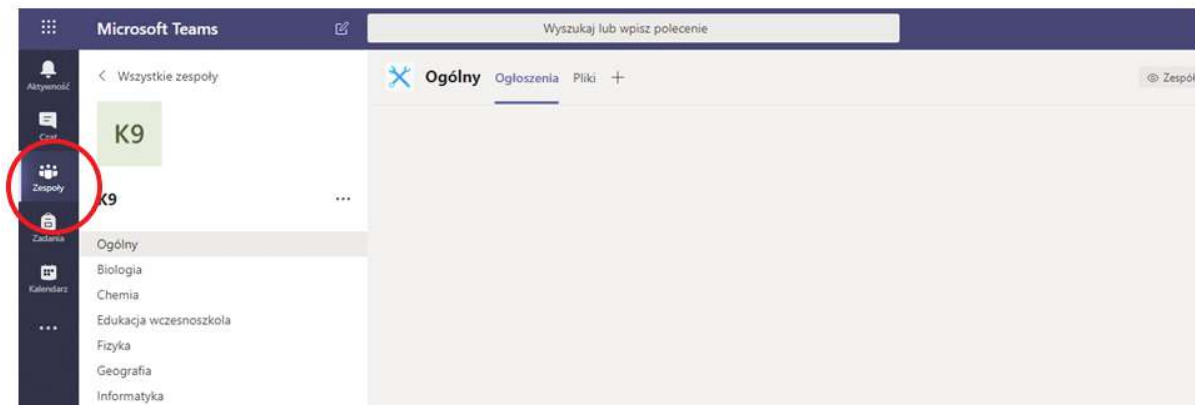 Microsoft Teams
Wyszukaj lub wpisz polecenie
Aktywność
Czat
Zespoły
Zadania
Kalendarz
Wszystkie zespoły
K9
K9
Ogólny
Biologia
Chemia
Edukacja wczesnoszkola
Fizyka
Geografia
Informatyka
Ogólny Ogłoszenia Pliki
Zespół